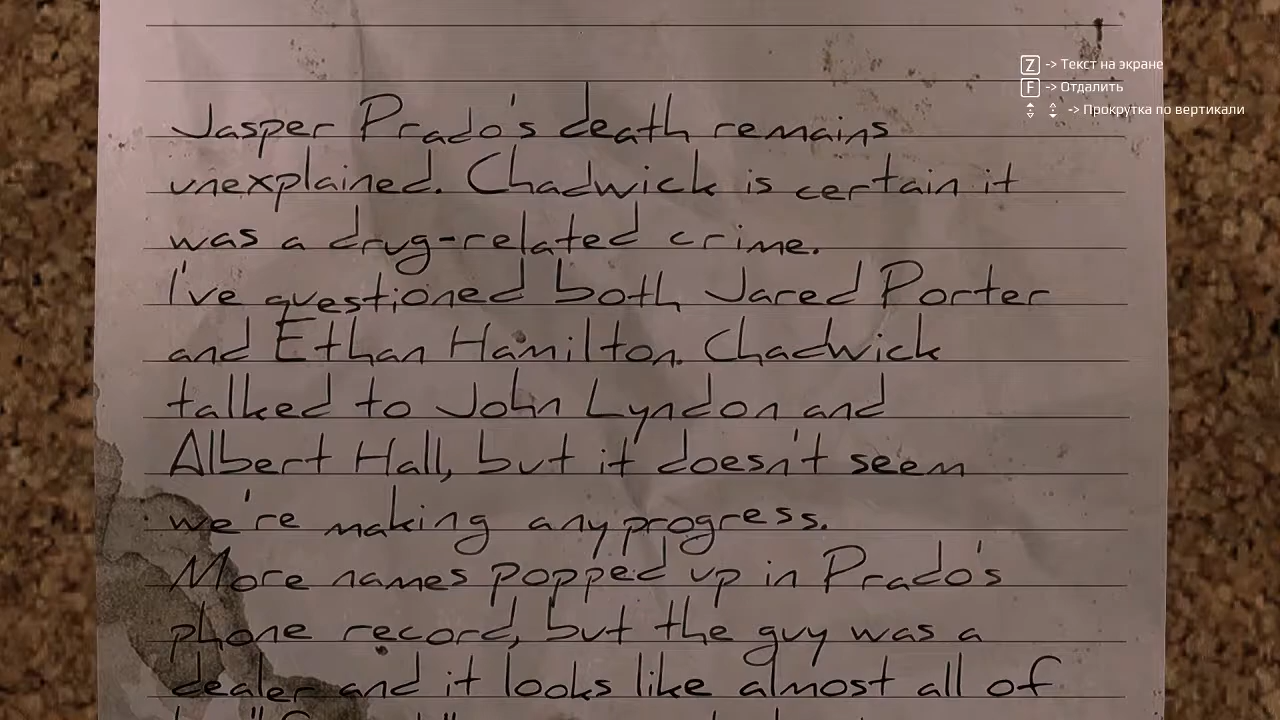 Z -> Текст на экране
F -> Отдалить
-> Прокрутка по вертикали
Jasper Prado's death remains
unexplained. Chadwick is certain it
was a drug-related crime.
I've questioned both Jared Porter
and Ethan Hamilton. Chadwick
talked to John Lyndon and
Albert Hall, but it doesn't seem
we're making any progress.
More names popped up in Prado's
phone record, but the guy was a
dealer and it looks like almost all of